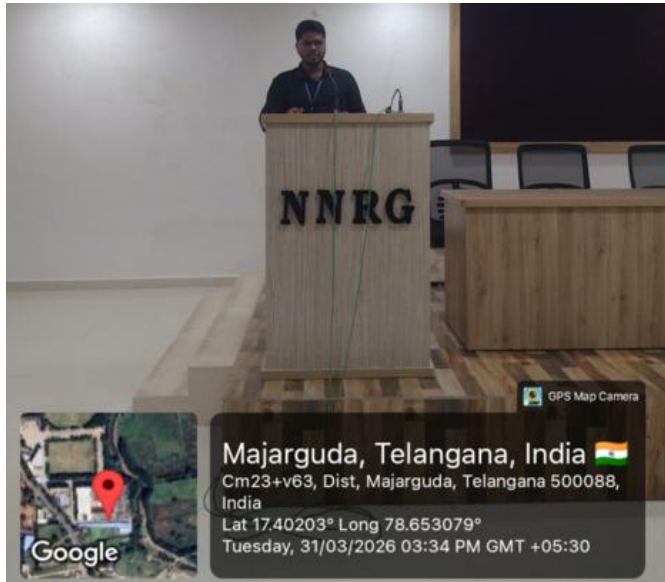 NNRG
GPS Map Camera
Majarguda, Telangana, India 🇮🇳
Cm23+v63, Dist, Majarguda, Telangana 500088,
India
Lat 17.40203° Long 78.653079°
Tuesday, 31/03/2026 03:34 PM GMT +05:30
Google